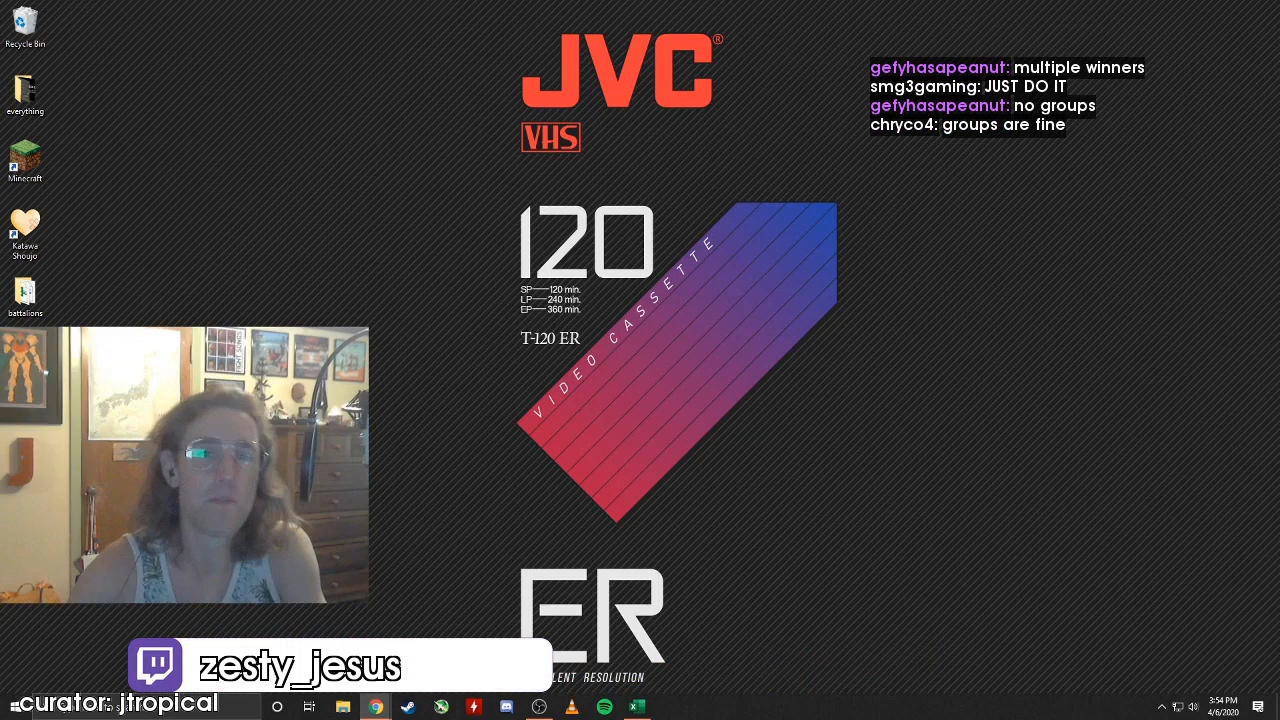 Recycle Bin
everything
Minecraft
Katawa
Shoujo
battalions
JVC®
VHS
120
SP—120 min.
LP—240 min.
EP—360 min.
T-120 ER
VIDEO CASSETTE
ER
LENT RESOLUTION
gefyhasapeanut: multiple winners
smg3gaming: JUST DO IT
gefyhasapeanut: no groups
chryco4: groups are fine
J
zesty_jesus
curator: jtropical
3:54 PM
4/6/2020